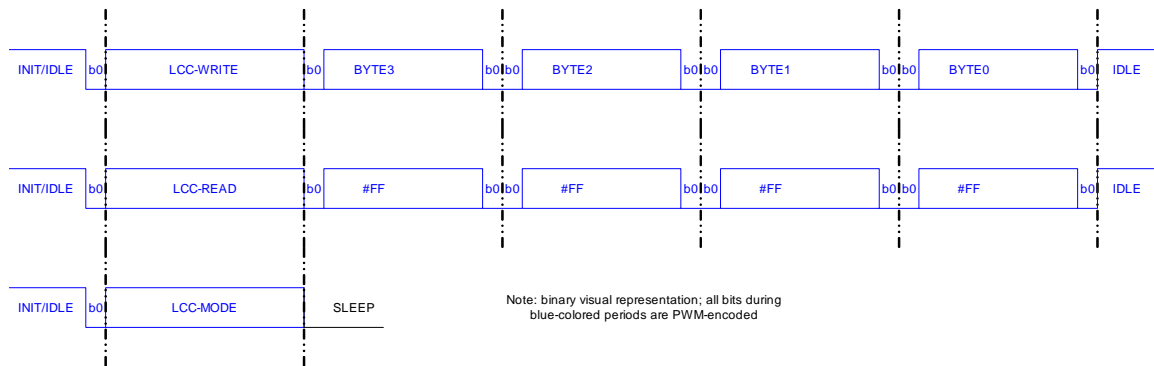 INIT/IDLE b0 LCC-WRITE b0 BYTE3 b0 b0 BYTE2 b0 b0 BYTE1 b0 b0 BYTE0 b0 IDLE
INIT/IDLE b0 LCC-READ b0 #FF b0 b0 #FF b0 b0 #FF b0 b0 #FF b0 IDLE
INIT/IDLE b0 LCC-MODE SLEEP
Note: binary visual representation; all bits during
blue-colored periods are PWM-encoded